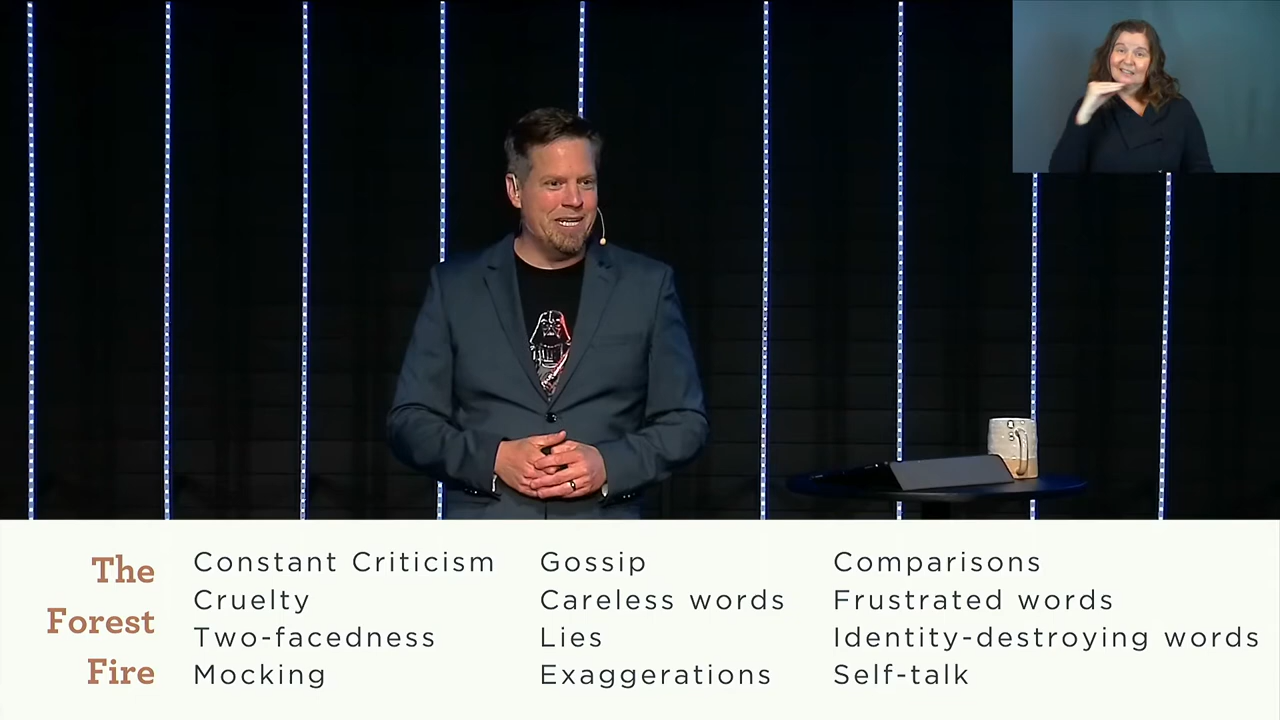 The
Forest
Fire
Constant Criticism
Cruelty
Two-facedness
Mocking
Gossip
Careless words
Lies
Exaggerations
Comparisons
Frustrated words
Identity-destroying words
Self-talk